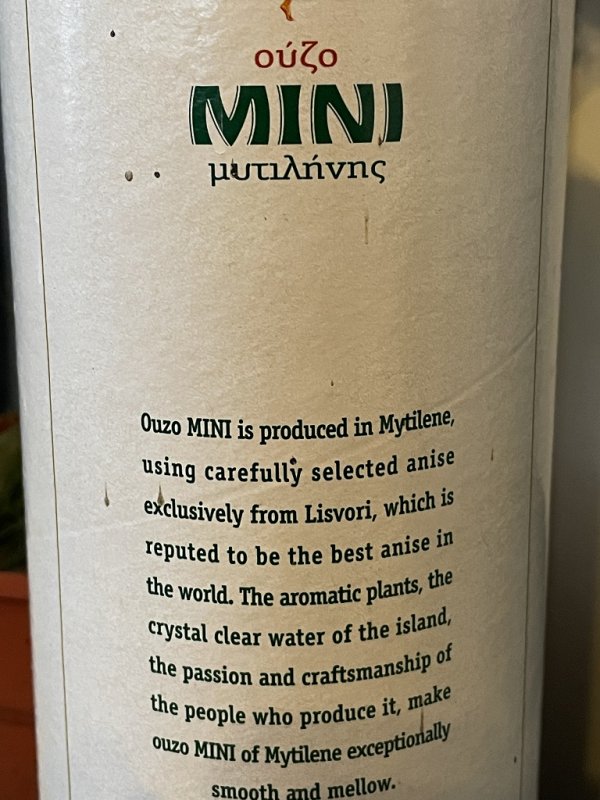 ούζο
MINI
μυτιλήνης
Ouzo MINI is produced in Mytilene,
using carefully selected anise
exclusively from Lisvori, which is
reputed to be the best anise in
the world. The aromatic plants, the
crystal clear water of the island,
the passion and craftsmanship of
the people who produce it, make
ouzo MINI of Mytilene exceptionally
smooth and mellow.